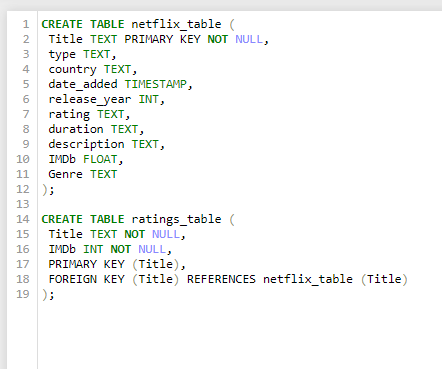 1 CREATE TABLE netflix_table (
2 Title TEXT PRIMARY KEY NOT NULL,
3 type TEXT,
4 country TEXT,
5 date_added TIMESTAMP,
6 release_year INT,
7 rating TEXT,
8 duration TEXT,
9 description TEXT,
10 IMDb FLOAT,
11 Genre TEXT
12 );
13
14 CREATE TABLE ratings_table (
15 Title TEXT NOT NULL,
16 IMDb INT NOT NULL,
17 PRIMARY KEY (Title),
18 FOREIGN KEY (Title) REFERENCES netflix_table (Title)
19 );